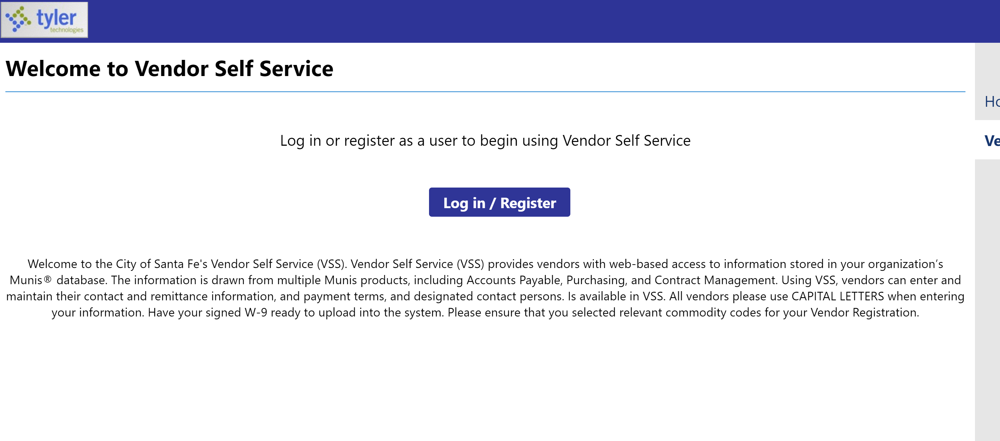 tyler
technologies
Welcome to Vendor Self Service
Log in or register as a user to begin using Vendor Self Service
Log in / Register
Welcome to the City of Santa Fe's Vendor Self Service (VSS). Vendor Self Service (VSS) provides vendors with web-based access to information stored in your organization’s
Munis® database. The information is drawn from multiple Munis products, including Accounts Payable, Purchasing, and Contract Management. Using VSS, vendors can enter and
maintain their contact and remittance information, and payment terms, and designated contact persons. Is available in VSS. All vendors please use CAPITAL LETTERS when entering
your information. Have your signed W-9 ready to upload into the system. Please ensure that you selected relevant commodity codes for your Vendor Registration.